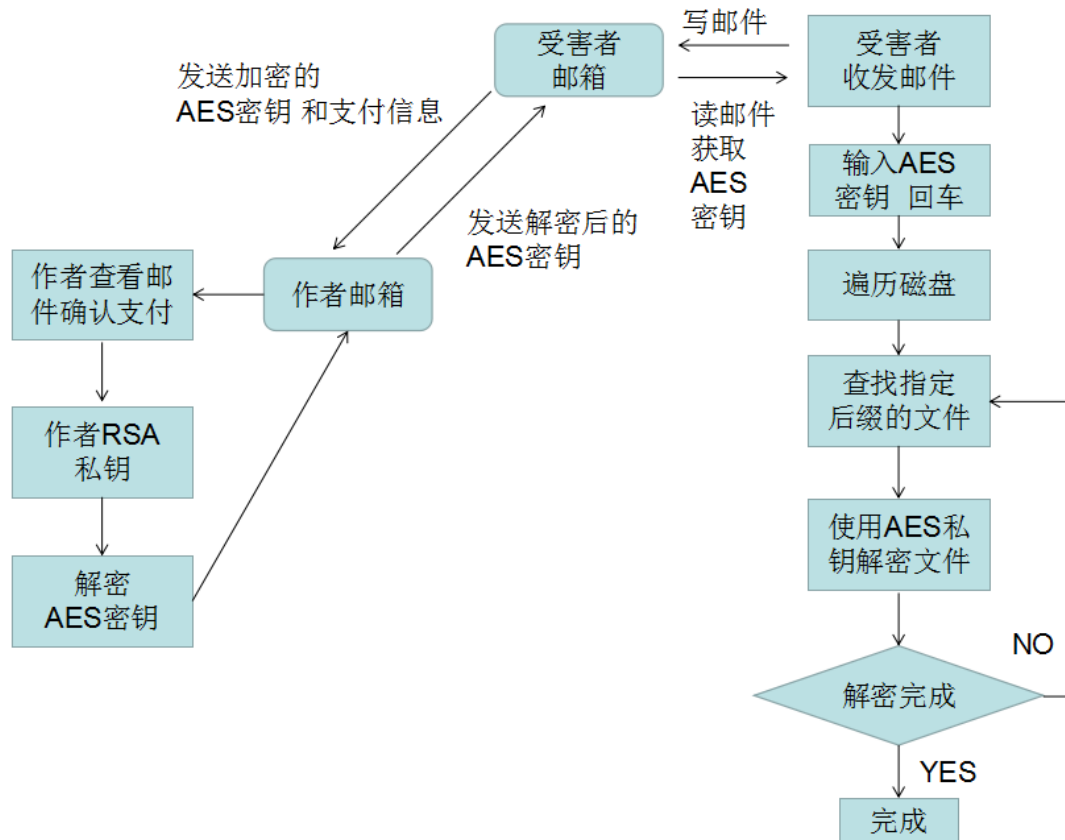 写邮件
受害者
邮箱
受害者
收发邮件
发送加密的
AES密钥 和支付信息
读邮件
获取
AES
密钥
输入AES
密钥 回车
发送解密后的
AES密钥
作者查看邮
件确认支付
作者邮箱
遍历磁盘
查找指定
后缀的文件
作者RSA
私钥
使用AES私
钥解密文件
解密
AES密钥
NO
解密完成
YES
完成